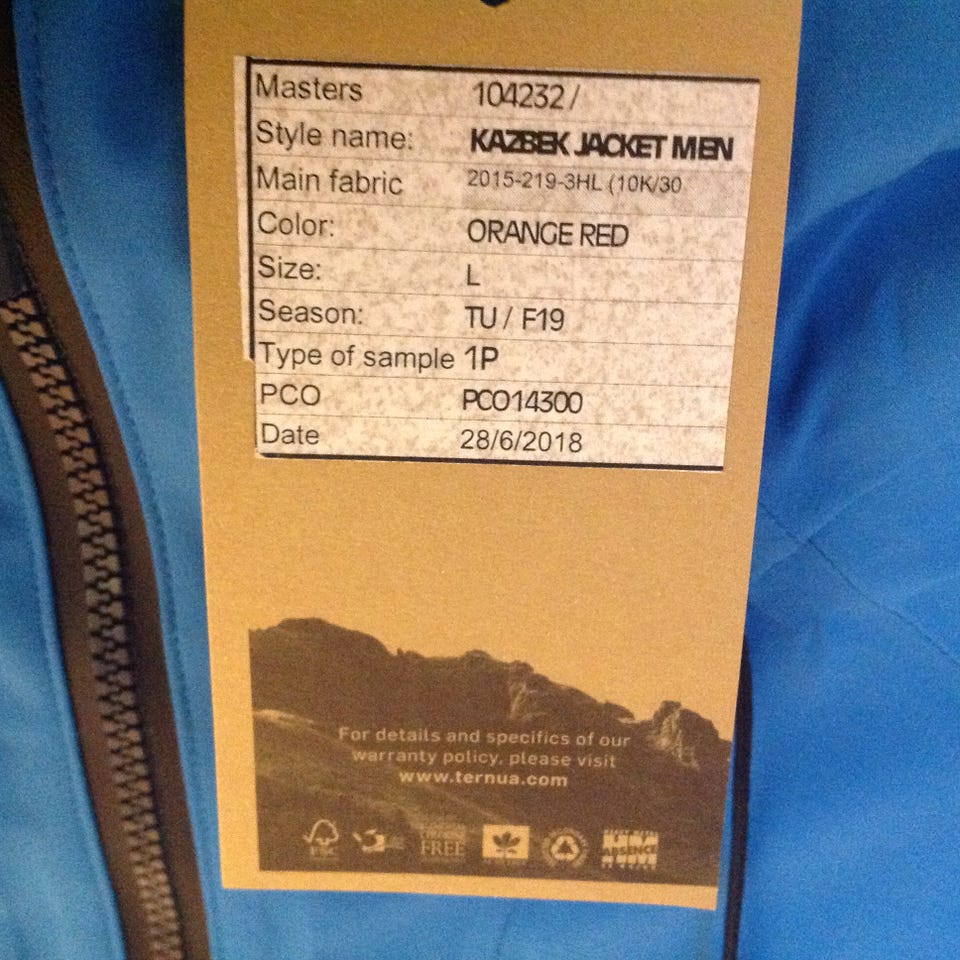 Masters 104232 /
Style name: KAZBEK JACKET MEN
Main fabric 2015-219-3HL (10K/30
Color: ORANGE RED
Size: L
Season: TU / F19
Type of sample 1P
PCO PCO14300
Date 28/6/2018
For details and specifics of our
warranty policy, please visit
www.ternua.com
FSC
FREE
ABSENCE